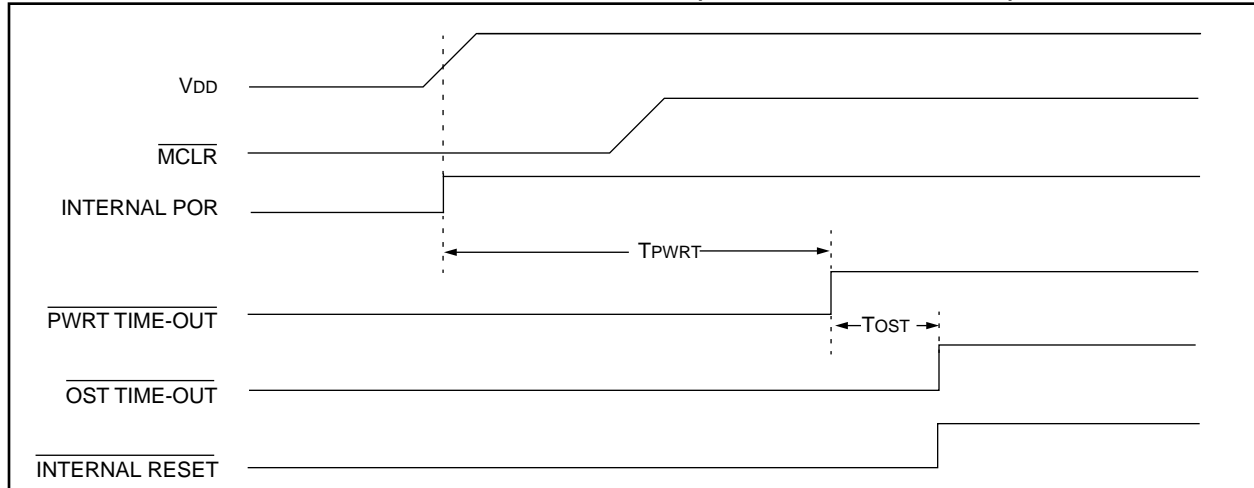 VDD
MCLR
INTERNAL POR
TPWRT
PWRT TIME-OUT
TOST
OST TIME-OUT
INTERNAL RESET